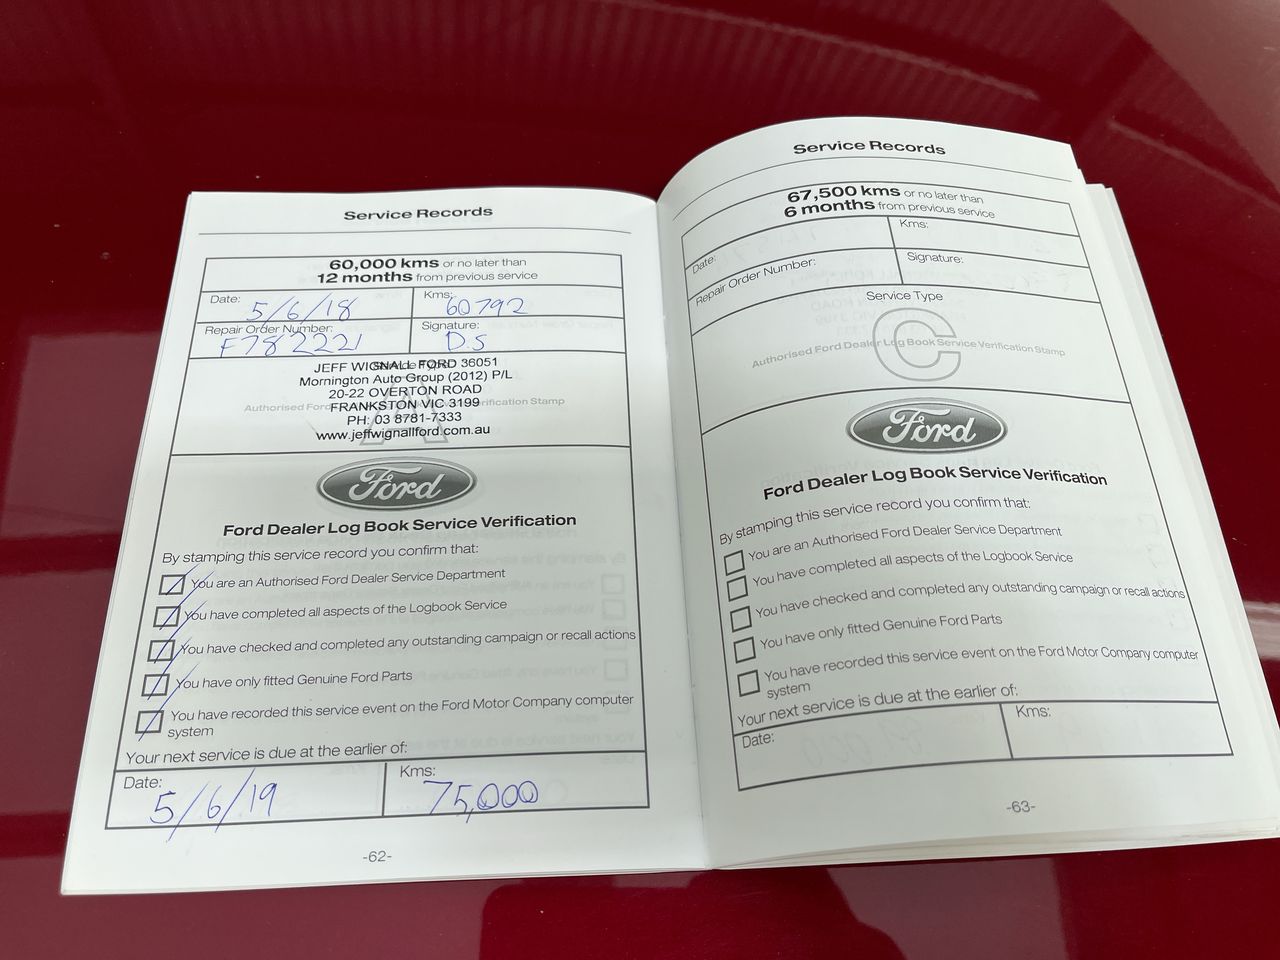 Service Records
60,000 kms or no later than
12 months from previous service
Date: 5/6/18
Kms: 60792
Repair Order Number: F782221
Signature: D.S
JEFF WIGNALL FORD 36051
Mornington Auto Group (2012) P/L
20-22 OVERTON ROAD
FRANKSTON VIC 3199
PH: 03 8781-7333
www.jeffwignallford.com.au
Ford
Ford Dealer Log Book Service Verification
By stamping this service record you confirm that:
You are an Authorised Ford Dealer Service Department
You have completed all aspects of the Logbook Service
You have checked and completed any outstanding campaign or recall actions
You have only fitted Genuine Ford Parts
You have recorded this service event on the Ford Motor Company computer
system
Your next service is due at the earlier of:
Date: 5/6/19
Kms: 75,000
-62-
Service Records
67,500 kms or no later than
6 months from previous service
Date:
Kms:
Repair Order Number:
Signature:
Service Type
C
Authorised Ford Dealer Log Book Service Verification Stamp
Ford
Ford Dealer Log Book Service Verification
By stamping this service record you confirm that:
You are an Authorised Ford Dealer Service Department
You have completed all aspects of the Logbook Service
You have checked and completed any outstanding campaign or recall actions
You have only fitted Genuine Ford Parts
You have recorded this service event on the Ford Motor Company computer
system
Your next service is due at the earlier of:
Date:
Kms:
-63-